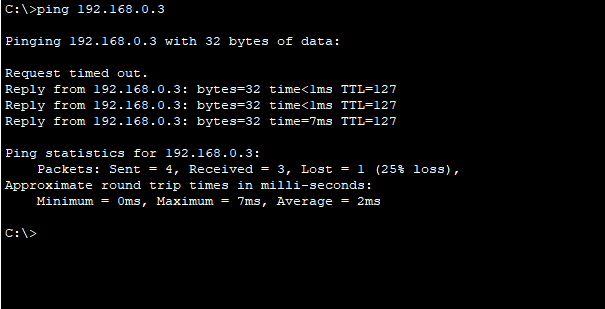 C:\>ping 192.168.0.3
Pinging 192.168.0.3 with 32 bytes of data:
Request timed out.
Reply from 192.168.0.3: bytes=32 time<1ms TTL=127
Reply from 192.168.0.3: bytes=32 time<1ms TTL=127
Reply from 192.168.0.3: bytes=32 time=7ms TTL=127
Ping statistics for 192.168.0.3:
    Packets: Sent = 4, Received = 3, Lost = 1 (25% loss),
Approximate round trip times in milli-seconds:
    Minimum = 0ms, Maximum = 7ms, Average = 2ms
C:\>